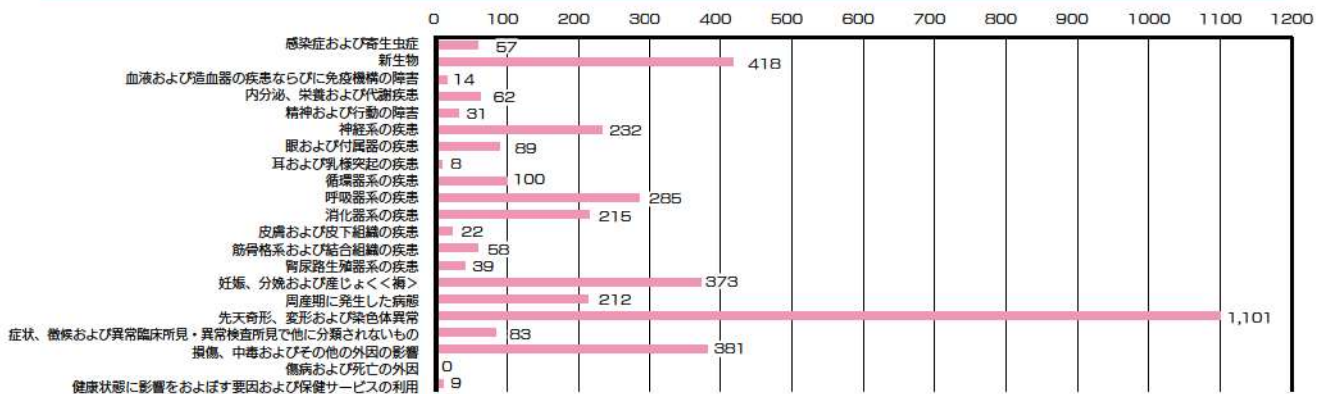 0 100 200 300 400 500 600 700 800 900 1000 1100 1200
感染症および寄生虫症 57
新生物 418
血液および造血器の疾患ならびに免疫機構の障害 14
内分泌、栄養および代謝疾患 62
精神および行動の障害 31
神経系の疾患 232
眼および付属器の疾患 89
耳および乳様突起の疾患 8
循環器系の疾患 100
呼吸器系の疾患 285
消化器系の疾患 215
皮膚および皮下組織の疾患 22
筋骨格系および結合組織の疾患 58
腎尿路生殖器系の疾患 39
妊娠、分娩および産じょく<<褥> 373
周産期に発生した病態 212
先天奇形、変形および染色体異常 1,101
症状、徴候および異常臨床所見・異常検査所見で他に分類されないもの 83
損傷、中毒およびその他の外因の影響 381
傷病および死亡の外因 0
健康状態に影響をおよぼす要因および保健サービスの利用 9